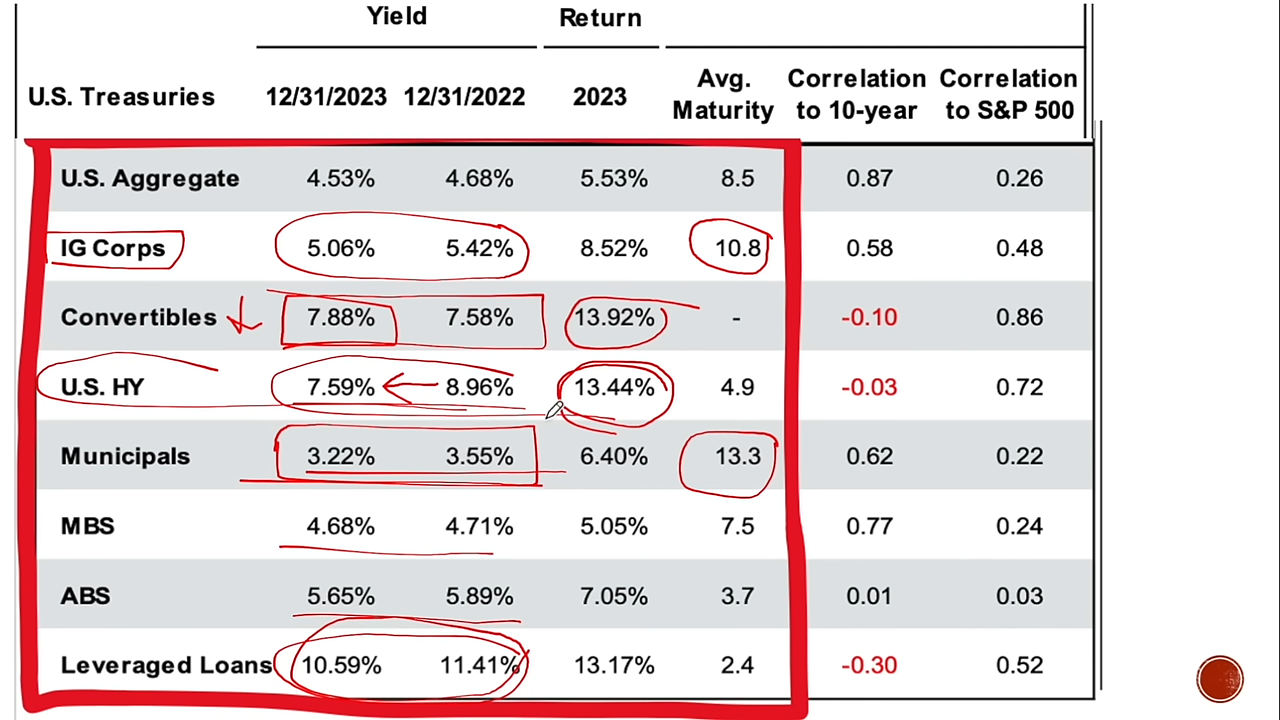 Yield Return
U.S. Treasuries 12/31/2023 12/31/2022 2023 Avg. Maturity Correlation to 10-year Correlation to S&P 500
U.S. Aggregate 4.53% 4.68% 5.53% 8.5 0.87 0.26
IG Corps 5.06% 5.42% 8.52% 10.8 0.58 0.48
Convertibles 7.88% 7.58% 13.92% - -0.10 0.86
U.S. HY 7.59% 8.96% 13.44% 4.9 -0.03 0.72
Municipals 3.22% 3.55% 6.40% 13.3 0.62 0.22
MBS 4.68% 4.71% 5.05% 7.5 0.77 0.24
ABS 5.65% 5.89% 7.05% 3.7 0.01 0.03
Leveraged Loans 10.59% 11.41% 13.17% 2.4 -0.30 0.52